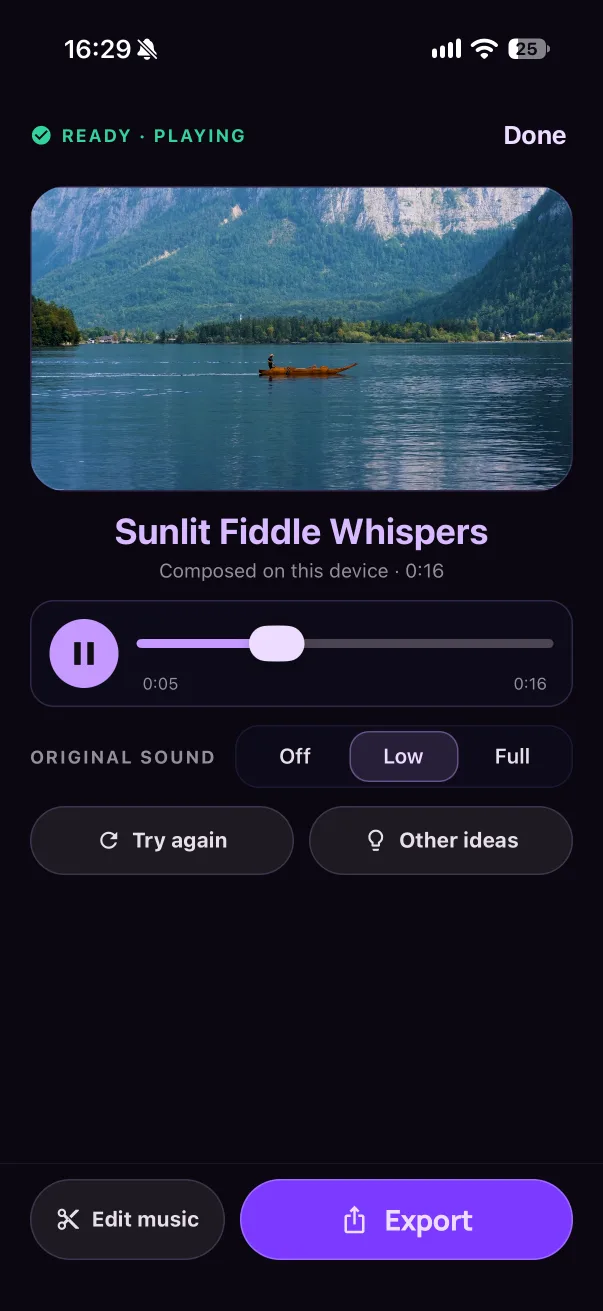 16:29
25
READY · PLAYING
Done
Sunlit Fiddle Whispers
Composed on this device · 0:16
0:05
0:16
ORIGINAL SOUND
Off
Low
Full
Try again
Other ideas
Edit music
Export